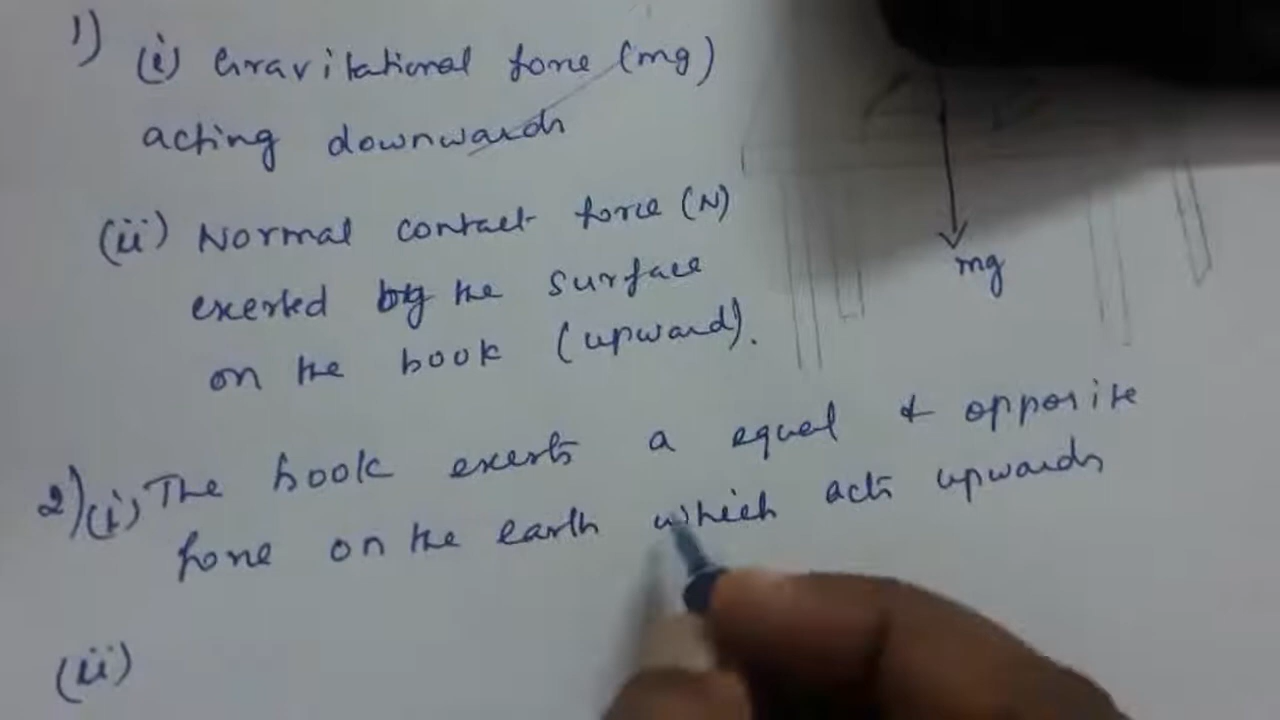 1) (i) Gravitational force (mg)
acting downwards
(ii) Normal contact force (N)
exerted by the surface
on the book (upward).
mg
2) (i) The book exerts a equal & opposite
force on the earth which acts upwards
(ii)